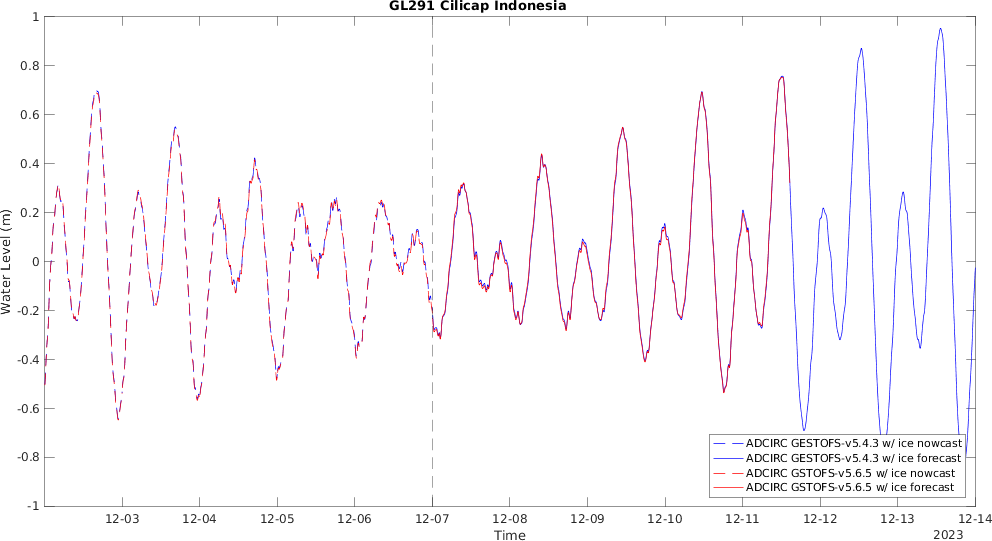 GL291 Cilicap Indonesia
Water Level (m)
1
0.8
0.6
0.4
0.2
0
-0.2
-0.4
-0.6
-0.8
-1
ADCIRC GESTOFS-v5.4.3 w/ ice nowcast
ADCIRC GESTOFS-v5.4.3 w/ ice forecast
ADCIRC GSTOFS-v5.6.5 w/ ice nowcast
ADCIRC GSTOFS-v5.6.5 w/ ice forecast
12-03 12-04 12-05 12-06 12-07 12-08 12-09 12-10 12-11 12-12 12-13 12-14
Time
2023